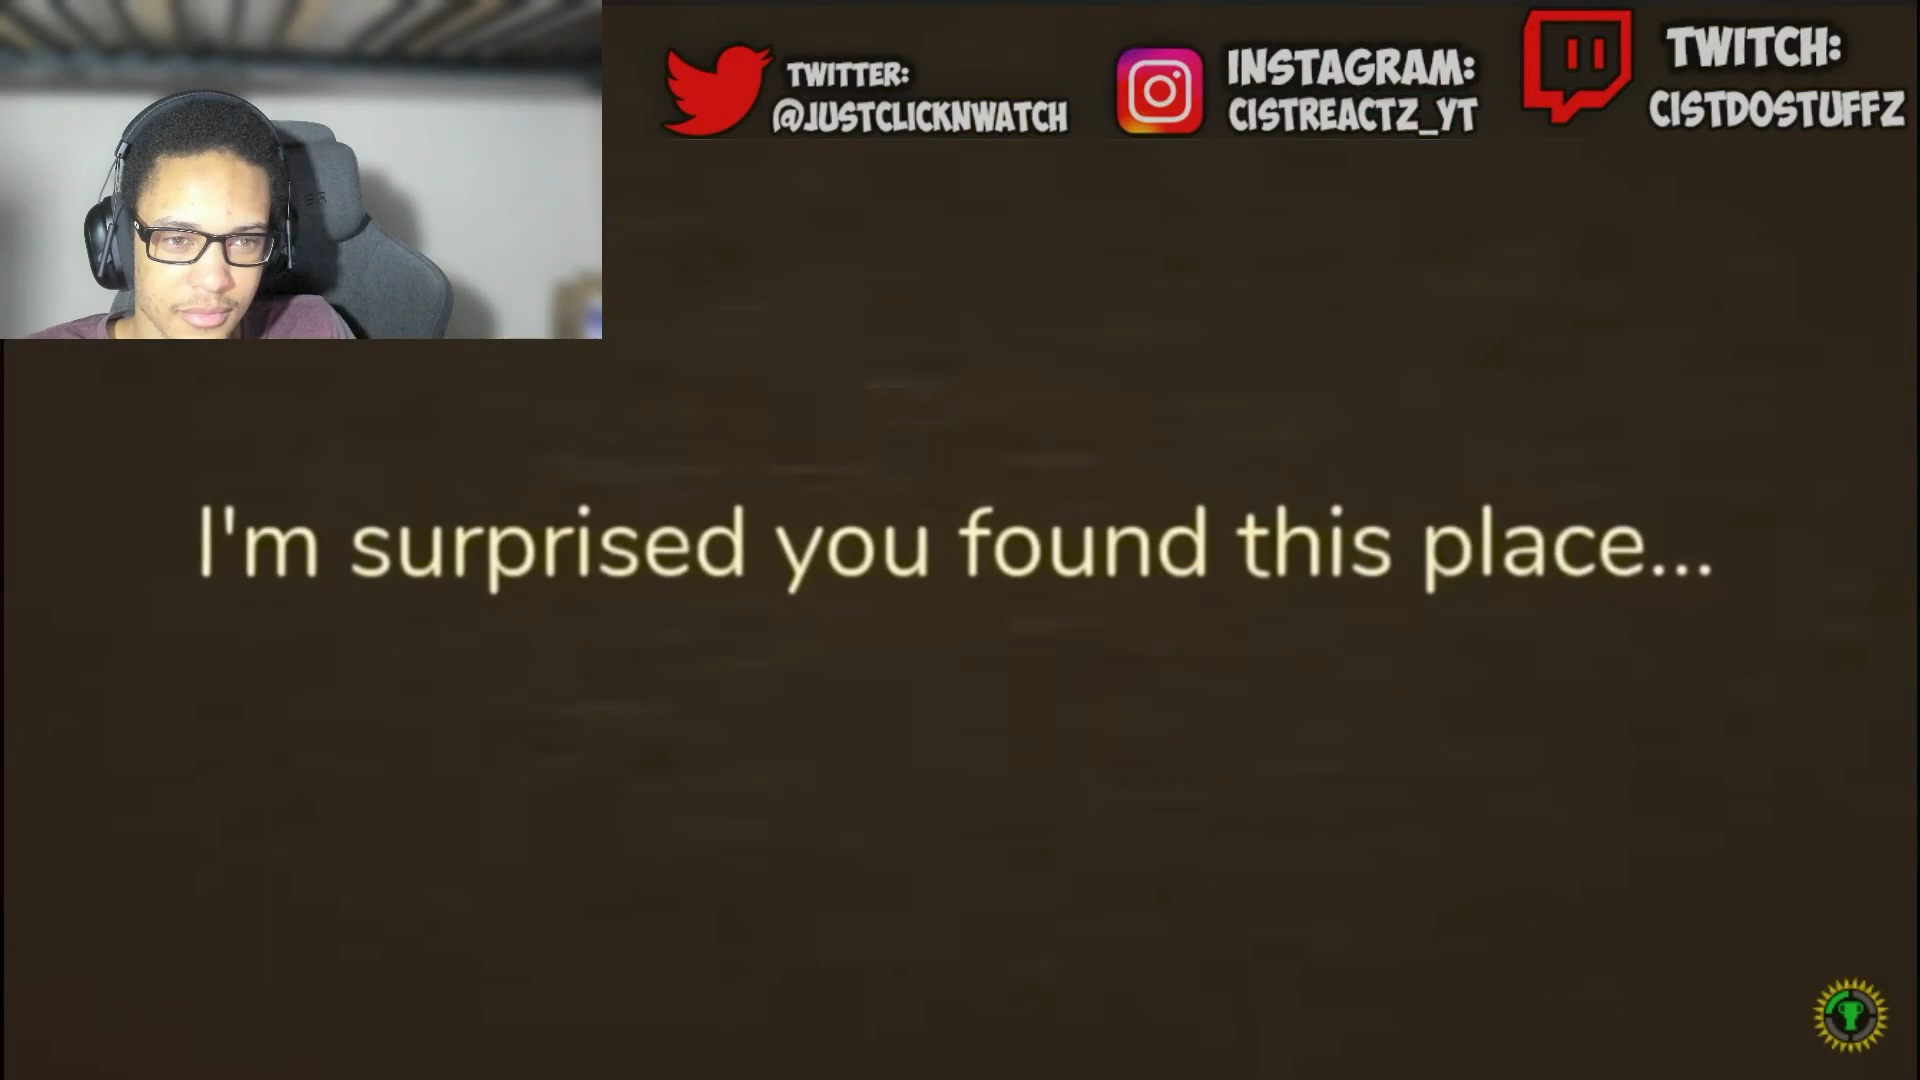 TWITTER:
@JUSTCLICKNWATCH
INSTAGRAM:
CISTREACTZ_YT
TWITCH:
CISTDOSTUFFZ
I'm surprised you found this place...